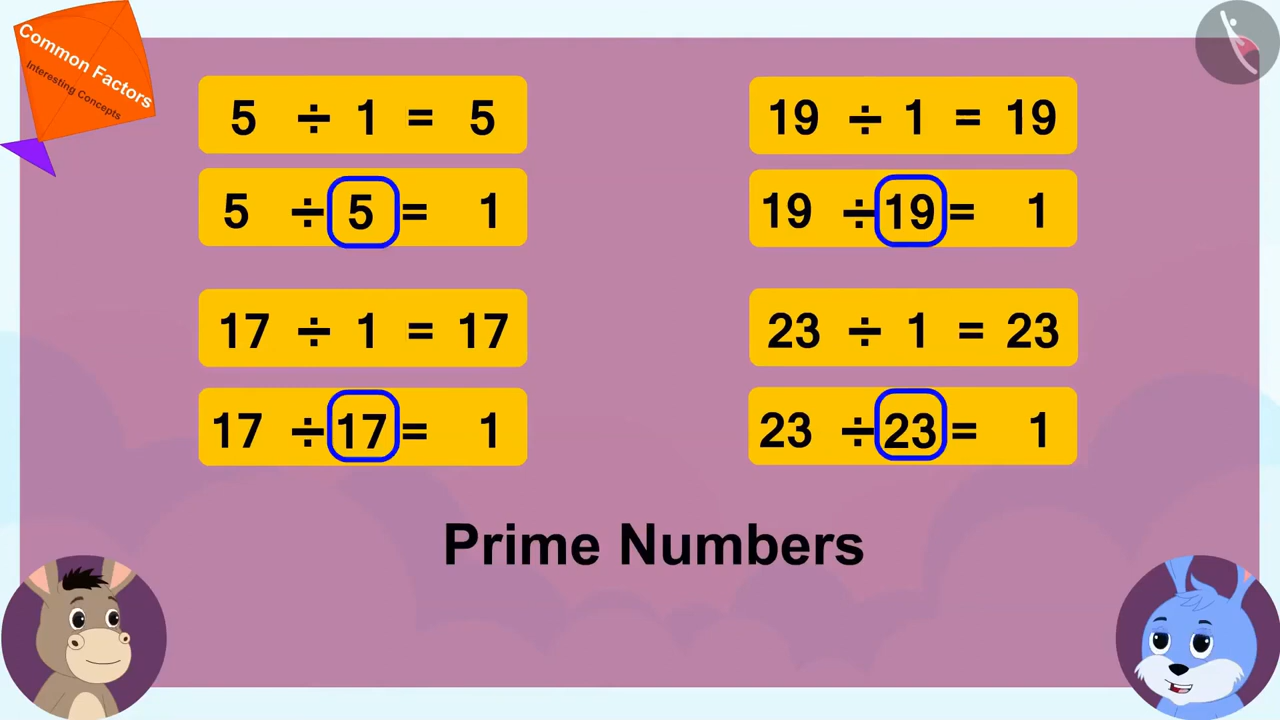 Common Factors
Interesting Concepts
5 ÷ 1 = 5
5 ÷ 5 = 1
17 ÷ 1 = 17
17 ÷ 17 = 1
19 ÷ 1 = 19
19 ÷ 19 = 1
23 ÷ 1 = 23
23 ÷ 23 = 1
Prime Numbers